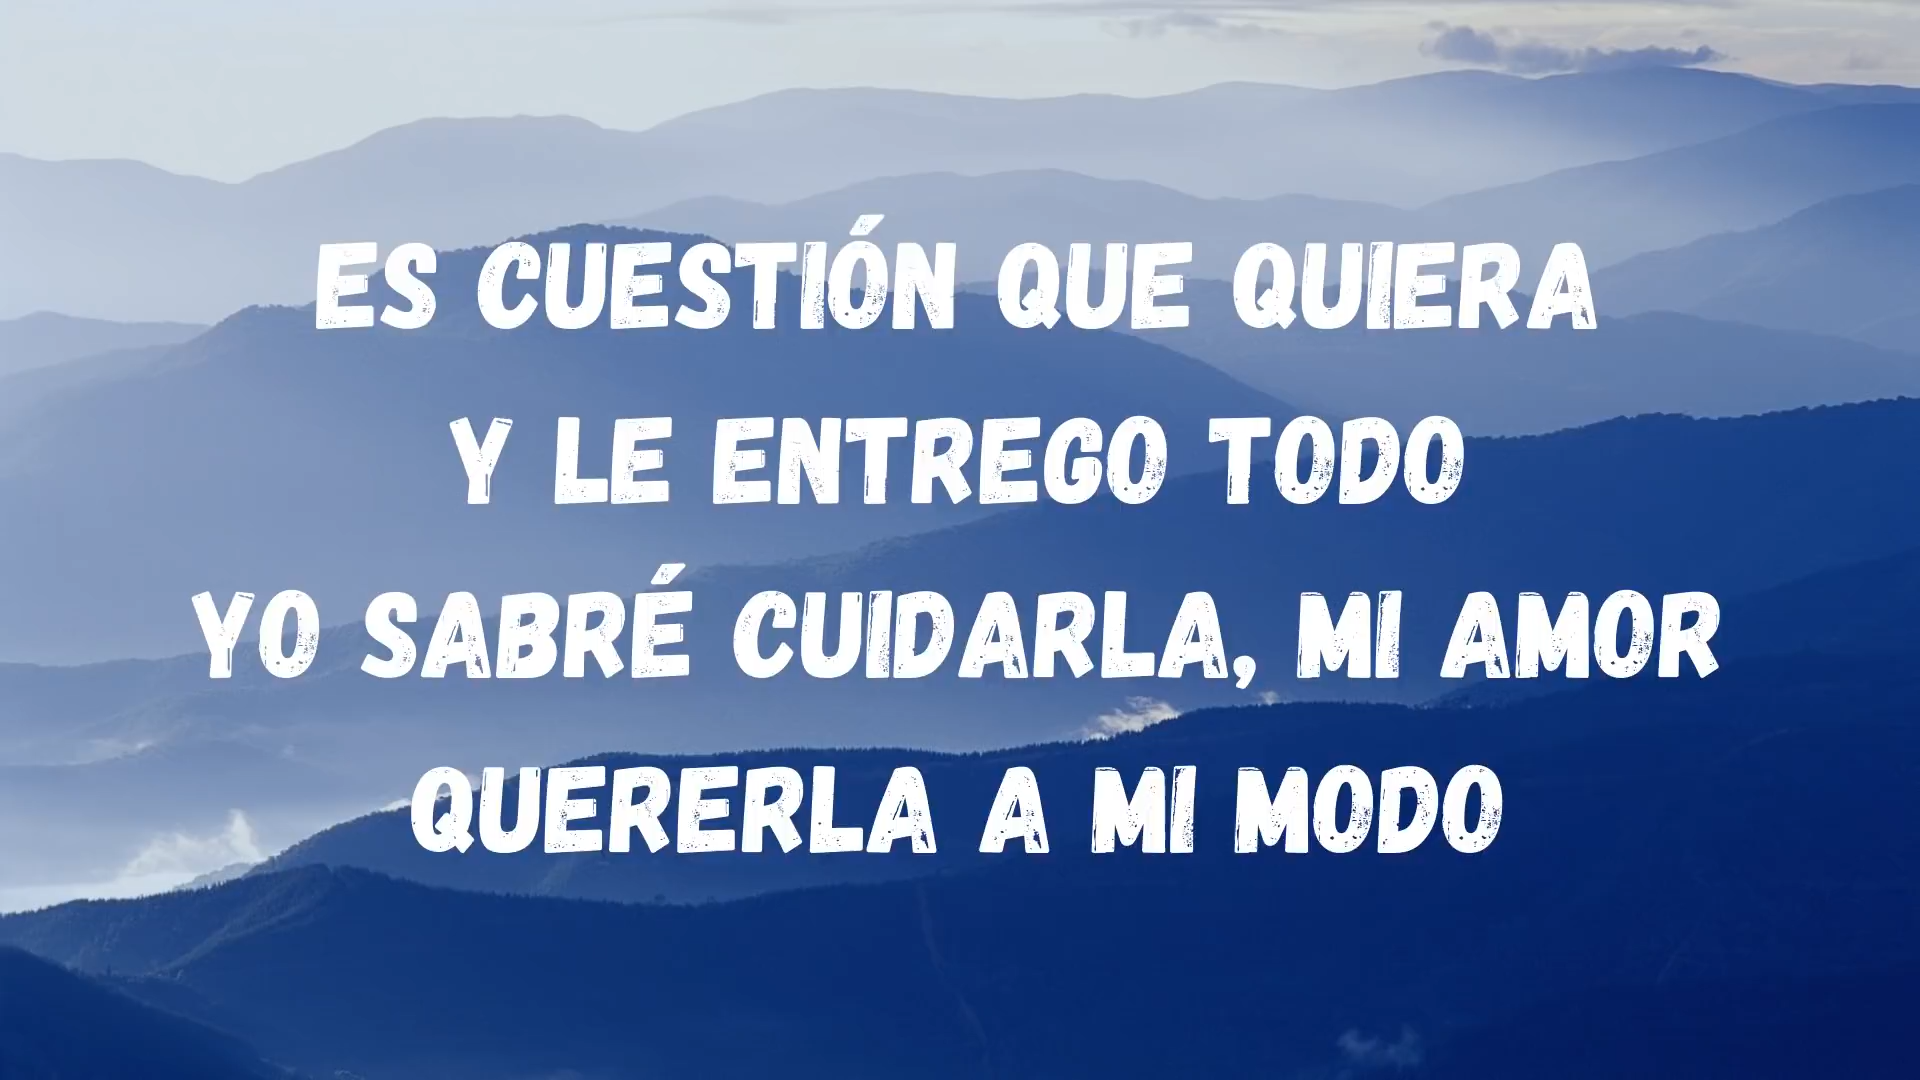 ES CUESTIÓN QUE QUIERA
Y LE ENTREGO TODO
YO SABRÉ CUIDARLA, MI AMOR
QUERERLA A MI MODO